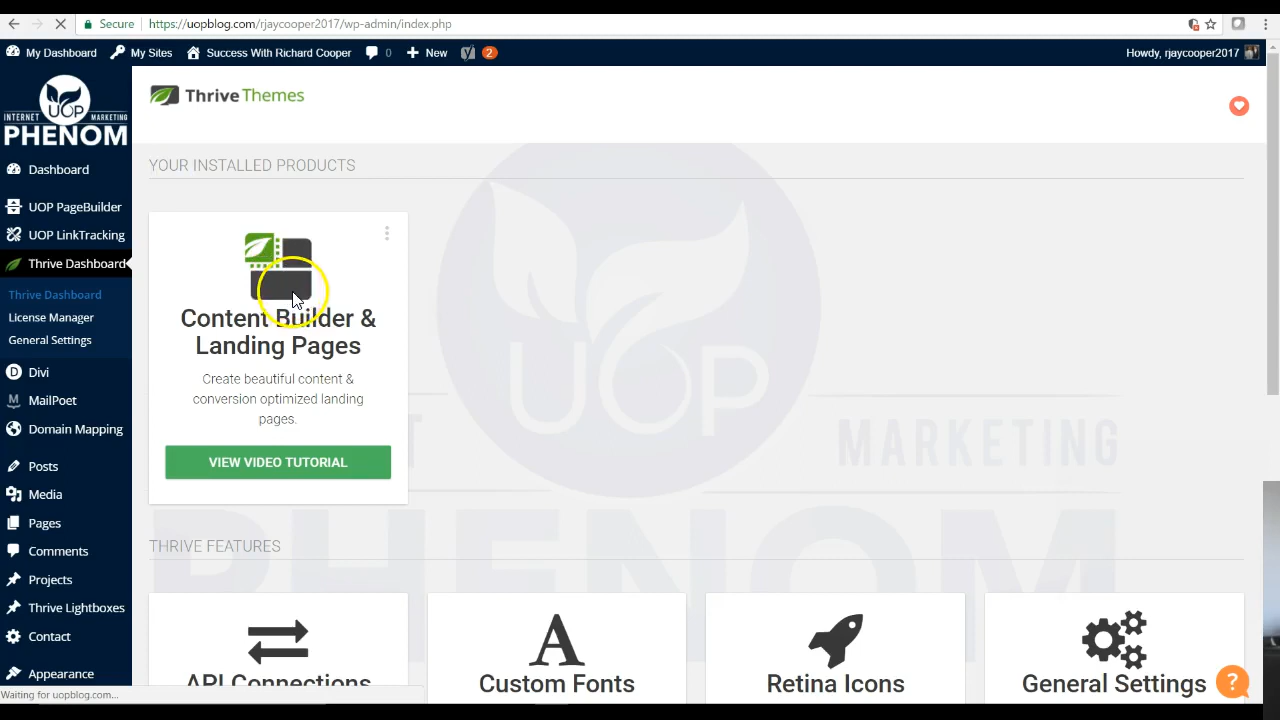 Secure https://uopblog.com/rjaycooper2017/wp-admin/index.php
My Dashboard My Sites Success With Richard Cooper 0 New 2 Howdy, rjaycooper2017
UOP
INTERNET MARKETING
PHENOM
Dashboard
UOP PageBuilder
UOP LinkTracking
Thrive Dashboard
Thrive Dashboard
License Manager
General Settings
Divi
MailPoet
Domain Mapping
Posts
Media
Pages
Comments
Projects
Thrive Lightboxes
Contact
Appearance
Waiting for uopblog.com...
Thrive Themes
YOUR INSTALLED PRODUCTS
Content Builder &
Landing Pages
Create beautiful content &
conversion optimized landing
pages.
VIEW VIDEO TUTORIAL
UOP
MARKETING
PHENOM
THRIVE FEATURES
API Connections
A
Custom Fonts
Retina Icons
General Settings
?